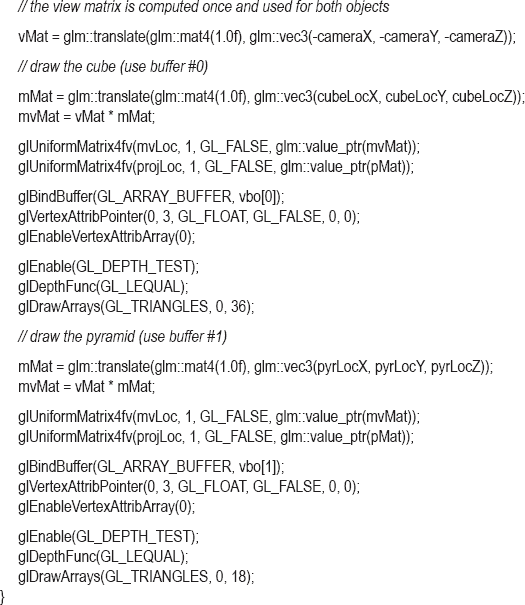 // the view matrix is computed once and used for both objects
vMat = glm::translate(glm::mat4(1.0f), glm::vec3(-cameraX, -cameraY, -cameraZ));
// draw the cube (use buffer #0)
mMat = glm::translate(glm::mat4(1.0f), glm::vec3(cubeLocX, cubeLocY, cubeLocZ));
mvMat = vMat * mMat;
glUniformMatrix4fv(mvLoc, 1, GL_FALSE, glm::value_ptr(mvMat));
glUniformMatrix4fv(projLoc, 1, GL_FALSE, glm::value_ptr(pMat));
glBindBuffer(GL_ARRAY_BUFFER, vbo[0]);
glVertexAttribPointer(0, 3, GL_FLOAT, GL_FALSE, 0, 0);
glEnableVertexAttribArray(0);
glEnable(GL_DEPTH_TEST);
glDepthFunc(GL_LEQUAL);
glDrawArrays(GL_TRIANGLES, 0, 36);
// draw the pyramid (use buffer #1)
mMat = glm::translate(glm::mat4(1.0f), glm::vec3(pyrLocX, pyrLocY, pyrLocZ));
mvMat = vMat * mMat;
glUniformMatrix4fv(mvLoc, 1, GL_FALSE, glm::value_ptr(mvMat));
glUniformMatrix4fv(projLoc, 1, GL_FALSE, glm::value_ptr(pMat));
glBindBuffer(GL_ARRAY_BUFFER, vbo[1]);
glVertexAttribPointer(0, 3, GL_FLOAT, GL_FALSE, 0, 0);
glEnableVertexAttribArray(0);
glEnable(GL_DEPTH_TEST);
glDepthFunc(GL_LEQUAL);
glDrawArrays(GL_TRIANGLES, 0, 18);
}